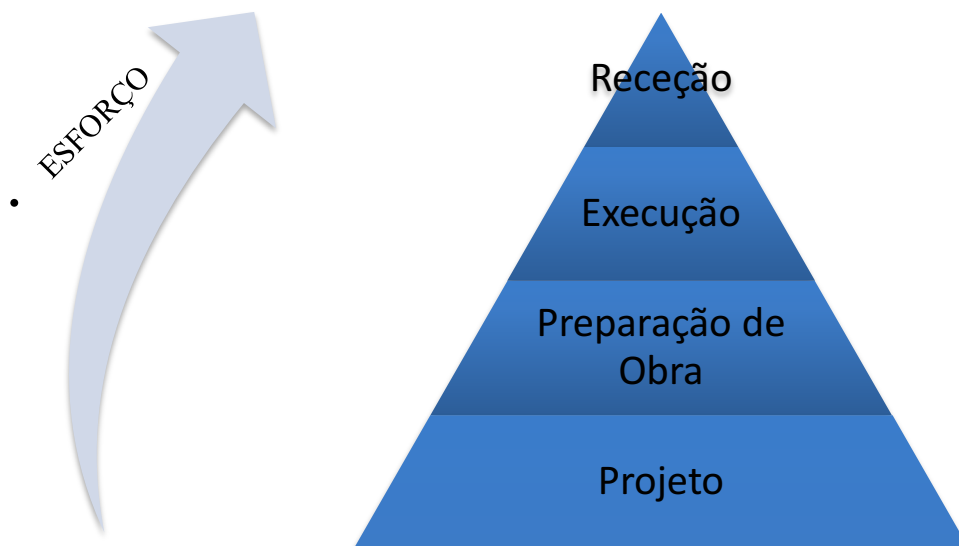 • ESFORÇO
Receção
Execução
Preparação de
Obra
Projeto